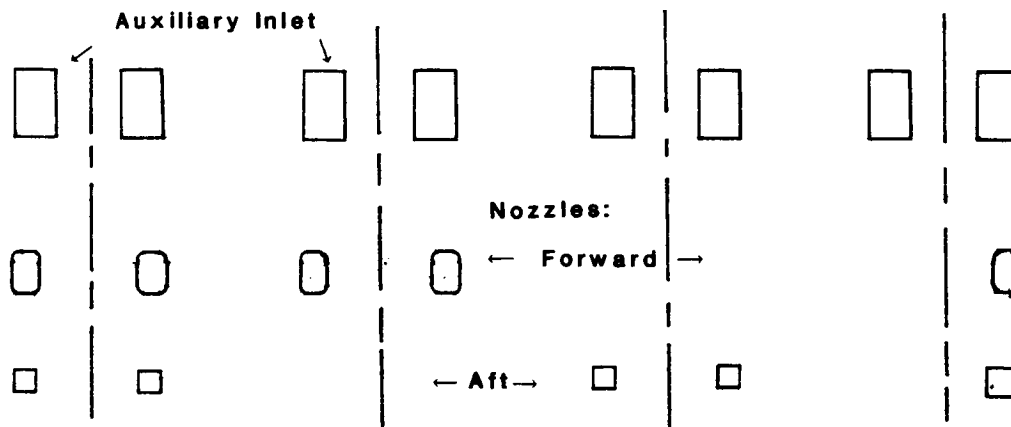 Auxiliary Inlet
Nozzles:
← Forward →
← Aft →